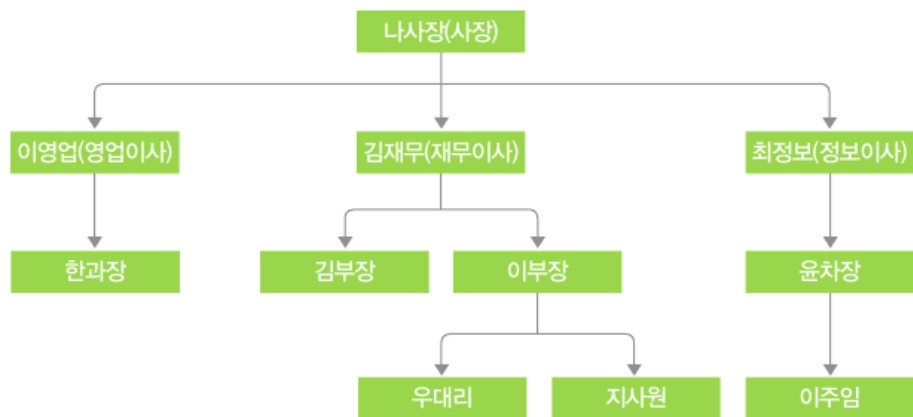 나사장(사장)
이영업(영업이사)
김재무(재무이사)
최정보(정보이사)
한과장
김부장
이부장
윤차장
우대리
지사원
이주임